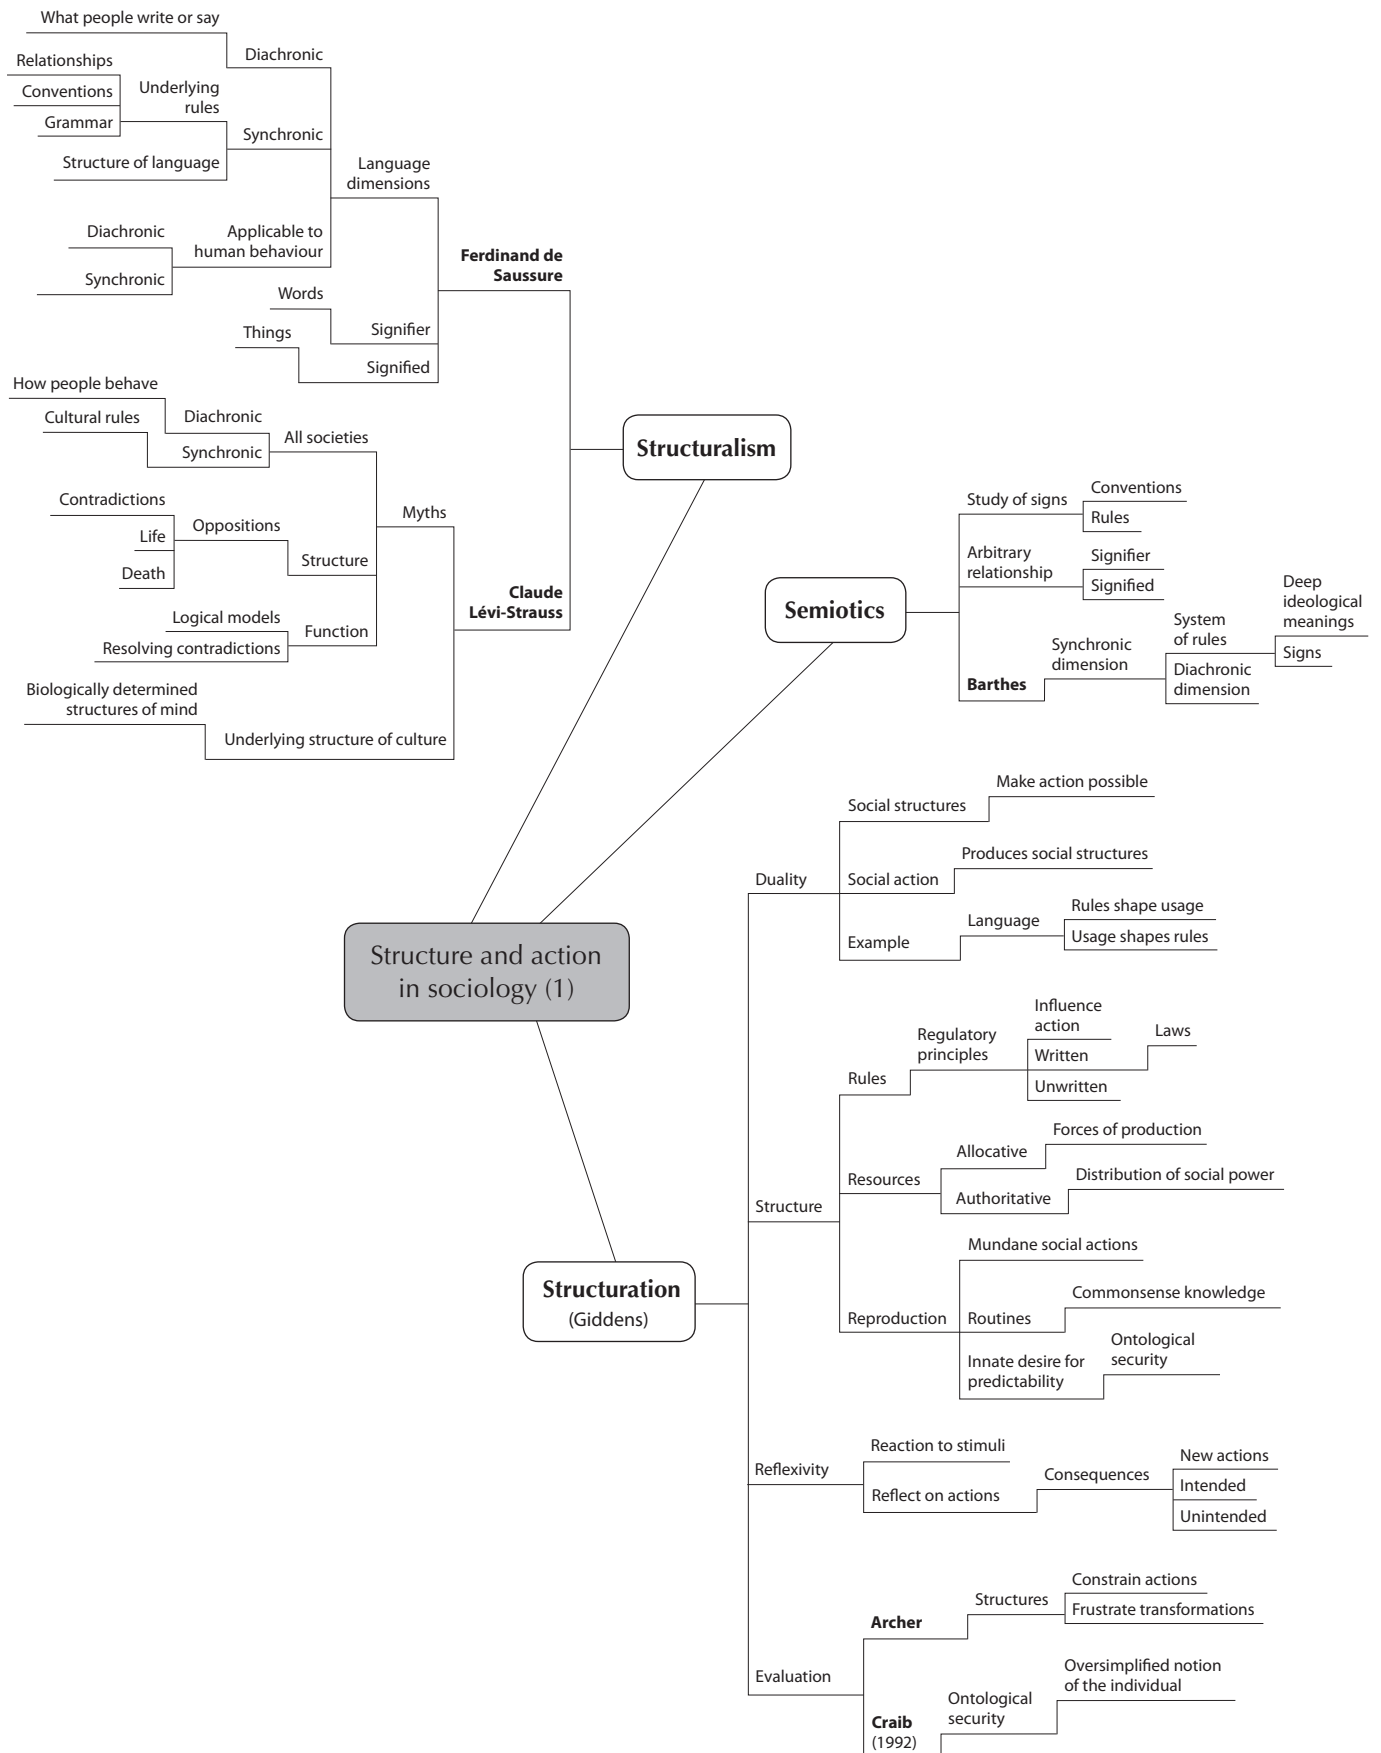 What people write or say
Diachronic
Relationships
Conventions
Grammar
Underlying
rules
Synchronic
Structure of language
Language
dimensions
Diachronic
Synchronic
Applicable to
human behaviour
Ferdinand de
Saussure
Words
Signifier
Things
Signified
How people behave
Diachronic
Cultural rules
Synchronic
All societies
Contradictions
Life
Death
Oppositions
Structure
Myths
Logical models
Resolving contradictions
Function
Claude
Lévi-Strauss
Biologically determined
structures of mind
Underlying structure of culture
Structuralism
Semiotics
Study of signs
Conventions
Rules
Arbitrary
relationship
Signifier
Signified
Barthes
Synchronic
dimension
System
of rules
Diachronic
dimension
Deep
ideological
meanings
Signs
Structure and action
in sociology (1)
Structuration
(Giddens)
Duality
Social structures
Make action possible
Social action
Produces social structures
Example
Language
Rules shape usage
Usage shapes rules
Structure
Rules
Regulatory
principles
Influence
action
Written
Laws
Unwritten
Resources
Allocative
Forces of production
Authoritative
Distribution of social power
Reproduction
Mundane social actions
Routines
Commonsense knowledge
Innate desire for
predictability
Ontological
security
Reflexivity
Reaction to stimuli
Reflect on actions
Consequences
New actions
Intended
Unintended
Evaluation
Archer
Structures
Constrain actions
Frustrate transformations
Craib
(1992)
Ontological
security
Oversimplified notion
of the individual